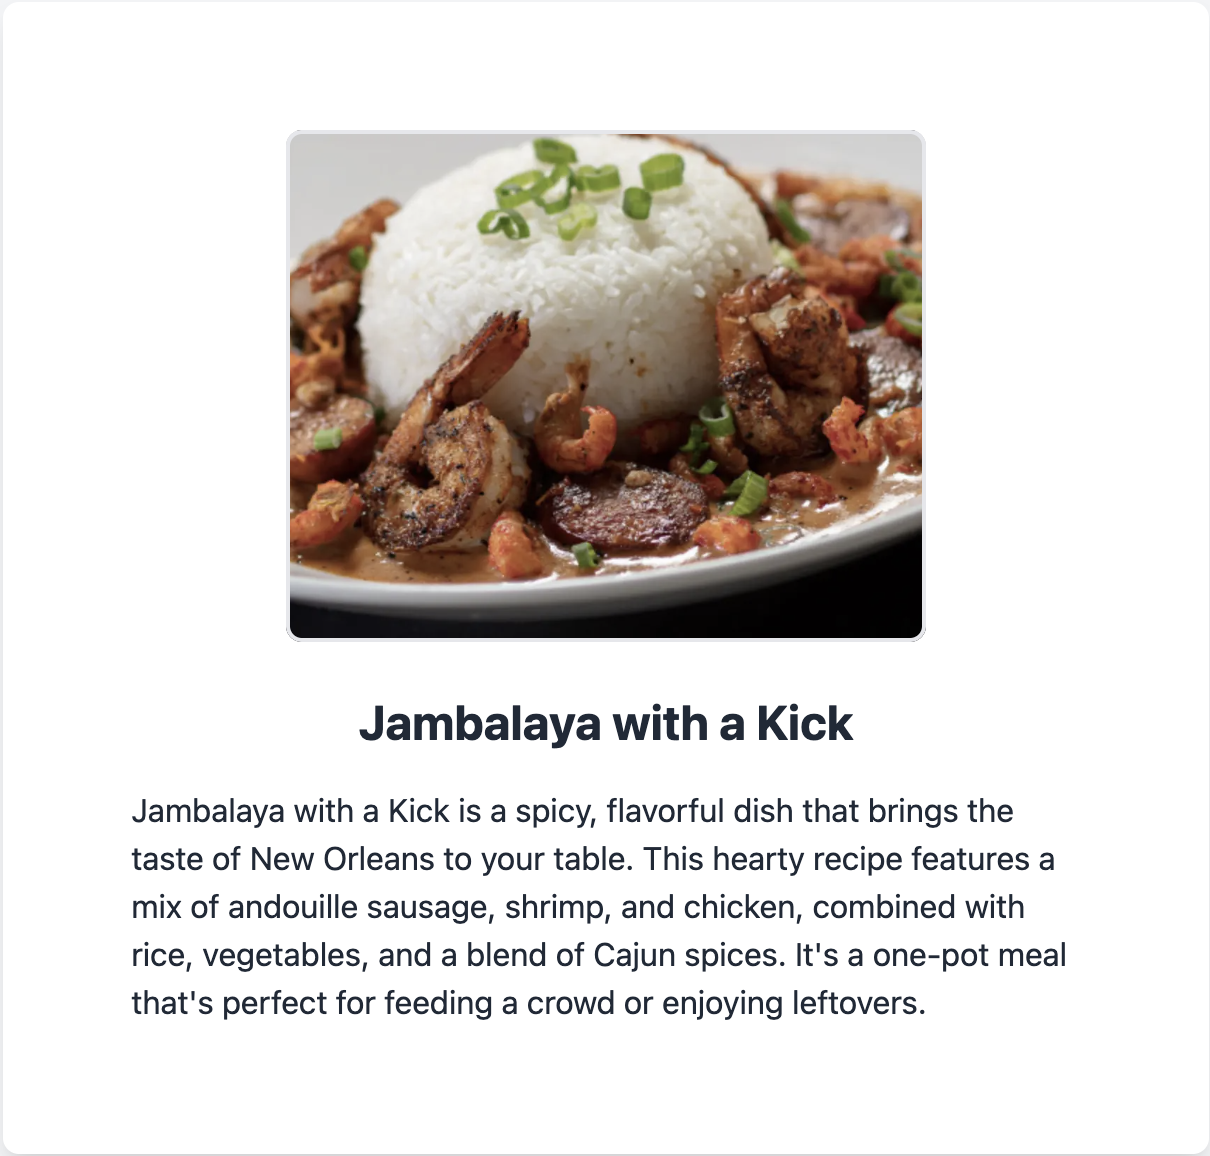 Jambalaya with a Kick
Jambalaya with a Kick is a spicy, flavorful dish that brings the
taste of New Orleans to your table. This hearty recipe features a
mix of andouille sausage, shrimp, and chicken, combined with
rice, vegetables, and a blend of Cajun spices. It's a one-pot meal
that's perfect for feeding a crowd or enjoying leftovers.